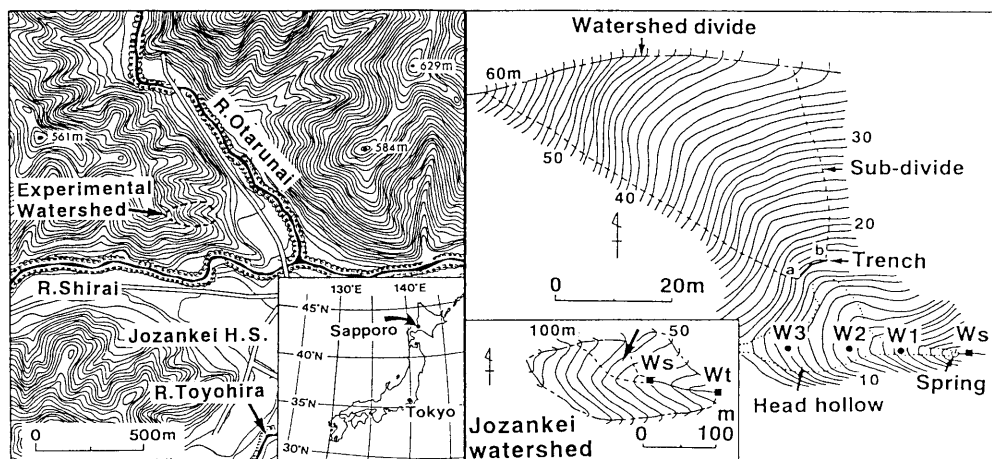 629m
R.Otarunai
561m
584m
Experimental
Watershed
R.Shirai
Jozankei H.S.
R.Toyohira
0 500m
130°E 140°E
45°N
Sapporo
40°N
35°N
Tokyo
30°N
Watershed divide
60m
50
40
30
Sub-divide
20
b
a
Trench
0 20m
W3 W2 W1 Ws
10
Spring
Head hollow
100m 50
Ws
Wt
m
Jozankei
watershed
0 100